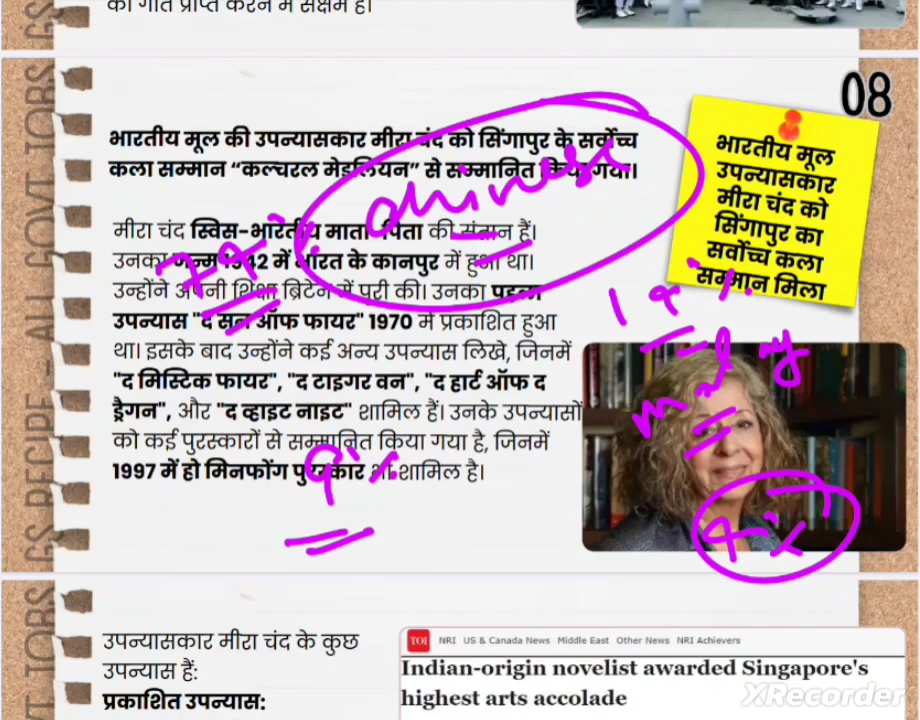 को गति प्राप्त करने में सक्षम है।
08
भारतीय मूल की उपन्यासकार मीरा चंद को सिंगापुर के सर्वोच्च
कला सम्मान “कल्चरल मेडलियन” से सम्मानित किया गया।
मीरा चंद स्विस-भारतीय माता-पिता की संतान हैं।
उनका जन्म 1942 में भारत के कानपुर में हुआ था।
उन्होंने अपनी शिक्षा ब्रिटेन में पूरी की। उनका पहला
उपन्यास "द सन ऑफ फायर" 1970 में प्रकाशित हुआ
था। इसके बाद उन्होंने कई अन्य उपन्यास लिखे, जिनमें
"द मिस्टिक फायर", "द टाइगर वन", "द हार्ट ऑफ द
ड्रैगन", और "द व्हाइट नाइट" शामिल हैं। उनके उपन्यासों
को कई पुरस्कारों से सम्मानित किया गया है, जिनमें
1997 में हो मिनफोंग पुरस्कार भी शामिल है।
भारतीय मूल
उपन्यासकार
मीरा चंद को
सिंगापुर का
सर्वोच्च कला
सम्मान मिला
chinese
malay
9%
उपन्यासकार मीरा चंद के कुछ
उपन्यास हैं:
प्रकाशित उपन्यास:
TOI NRI US & Canada News Middle East Other News NRI Achievers
Indian-origin novelist awarded Singapore's
highest arts accolade
XRecorder
GS RECIPE - ALL GOVT JOBS